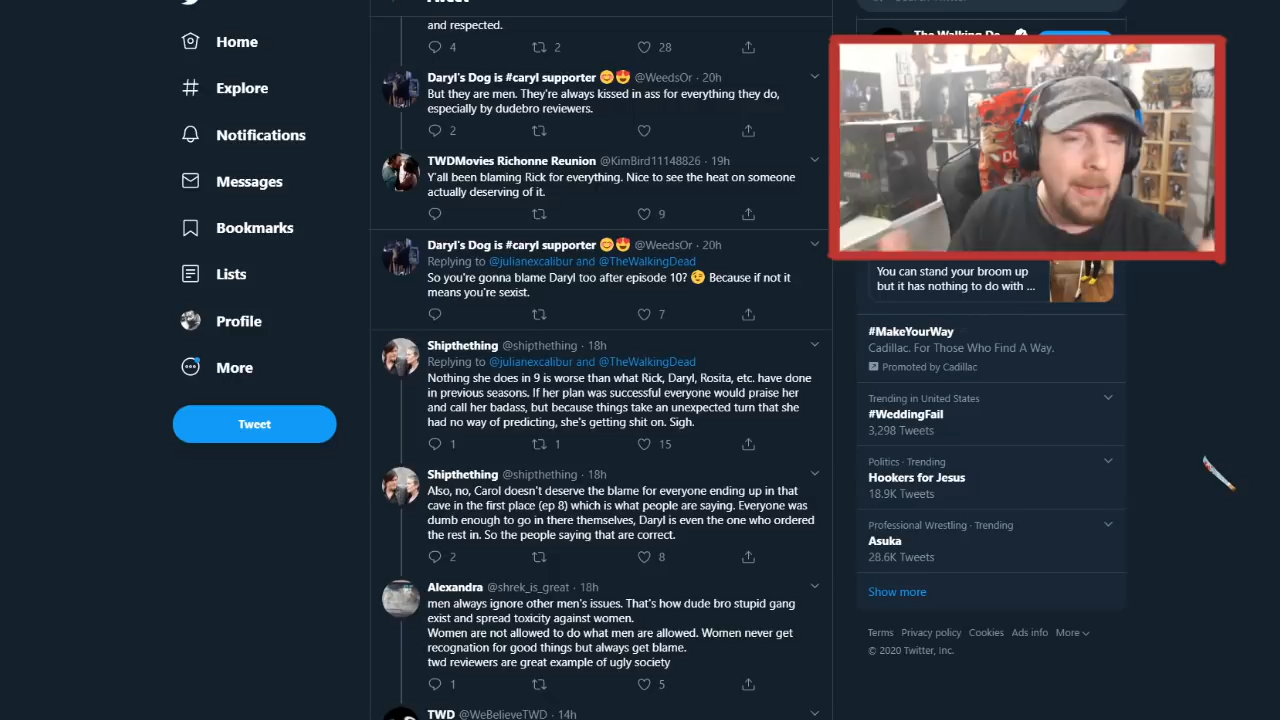 Home
Explore
Notifications
Messages
Bookmarks
Lists
Profile
More
Tweet
Tweet
and respected.
4 2 28
Daryl's Dog is #caryl supporter 😊😍 @WeedsOr · 20h
But they are men. They're always kissed in ass for everything they do,
especially by dudebro reviewers.
2
TWDMovies Richonne Reunion @KimBird11148826 · 19h
Y'all been blaming Rick for everything. Nice to see the heat on someone
actually deserving of it.
9
Daryl's Dog is #caryl supporter 😊😍 @WeedsOr · 20h
Replying to @julianexcalibur and @TheWalkingDead
So you're gonna blame Daryl too after episode 10? 😉 Because if not it
means you're sexist.
7
Shipthething @shipthething · 18h
Replying to @julianexcalibur and @TheWalkingDead
Nothing she does in 9 is worse than what Rick, Daryl, Rosita, etc. have done
in previous seasons. If her plan was successful everyone would praise her
and call her badass, but because things take an unexpected turn that she
had no way of predicting, she's getting shit on. Sigh.
1 1 15
Shipthething @shipthething · 18h
Also, no, Carol doesn't deserve the blame for everyone ending up in that
cave in the first place (ep 8) which is what people are saying. Everyone was
dumb enough to go in there themselves, Daryl is even the one who ordered
the rest in. So the people saying that are correct.
2 8
Alexandra @shrek_is_great · 18h
men always ignore other men's issues. That's how dude bro stupid gang
exist and spread toxicity against women.
Women are not allowed to do what men are allowed. Women never get
recognation for good things but always get blame.
twd reviewers are great example of ugly society
1 5
TWD @WeBelieveTWD · 14h
The Walking De
You can stand your broom up
but it has nothing to do with ...
#MakeYourWay
Cadillac. For Those Who Find A Way.
Promoted by Cadillac
Trending in United States
#WeddingFail
3,298 Tweets
Politics · Trending
Hookers for Jesus
18.9K Tweets
Professional Wrestling · Trending
Asuka
28.6K Tweets
Show more
Terms Privacy policy Cookies Ads info More
© 2020 Twitter, Inc.